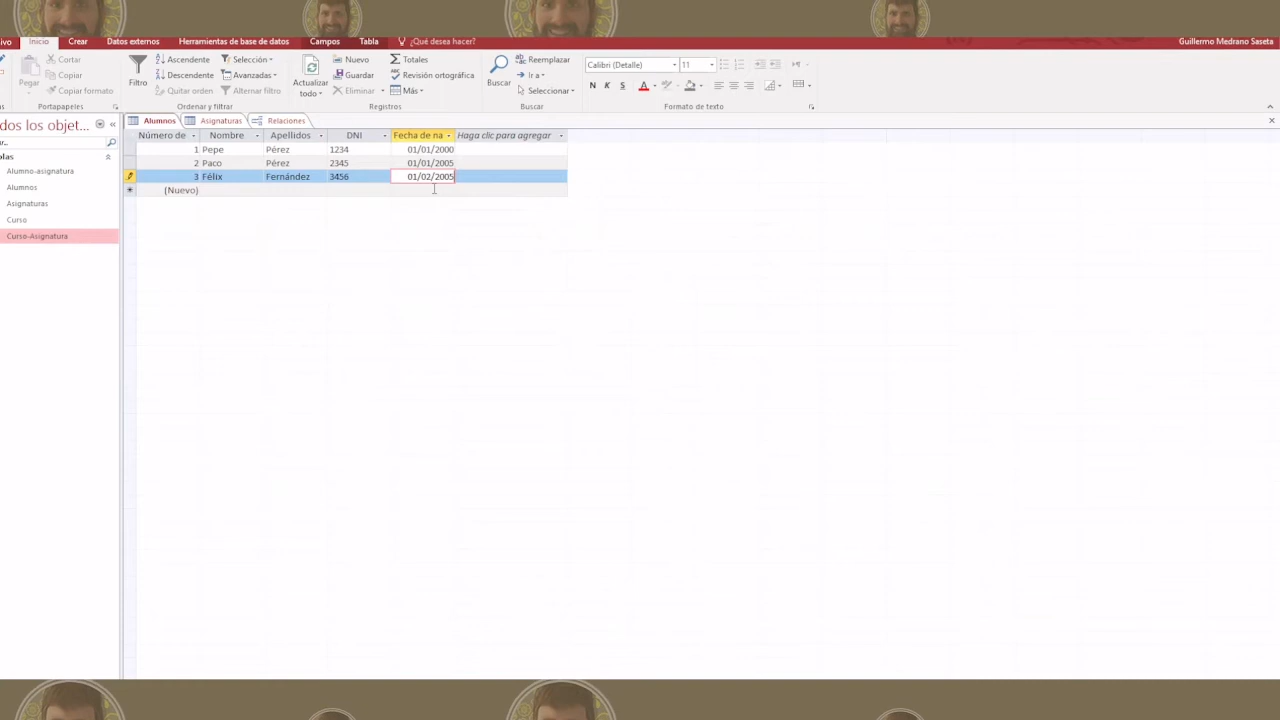 ivo Inicio Crear Datos externos Herramientas de base de datos Campos Tabla ¿Qué desea hacer? Guillermo Medrano Saseta
Cortar Ascendente Selección Nuevo Totales Reemplazar Calibri (Detalle) 11
Copiar Descendente Avanzadas Guardar Revisión ortográfica Ir a
Pegar Filtro Actualizar Buscar
Copiar formato Quitar orden Alternar filtro todo Eliminar Más Seleccionar N K S A
Portapapeles Ordenar y filtrar Registros Buscar Formato de texto
dos los objet... Alumnos Asignaturas Relaciones
Número de Nombre Apellidos DNI Fecha de na Haga clic para agregar
1 Pepe Pérez 1234 01/01/2000
2 Paco Pérez 2345 01/01/2005
3 Félix Fernández 3456 01/02/2005
(Nuevo)
r...
las
Alumno-asignatura
Alumnos
Asignaturas
Curso
Curso-Asignatura